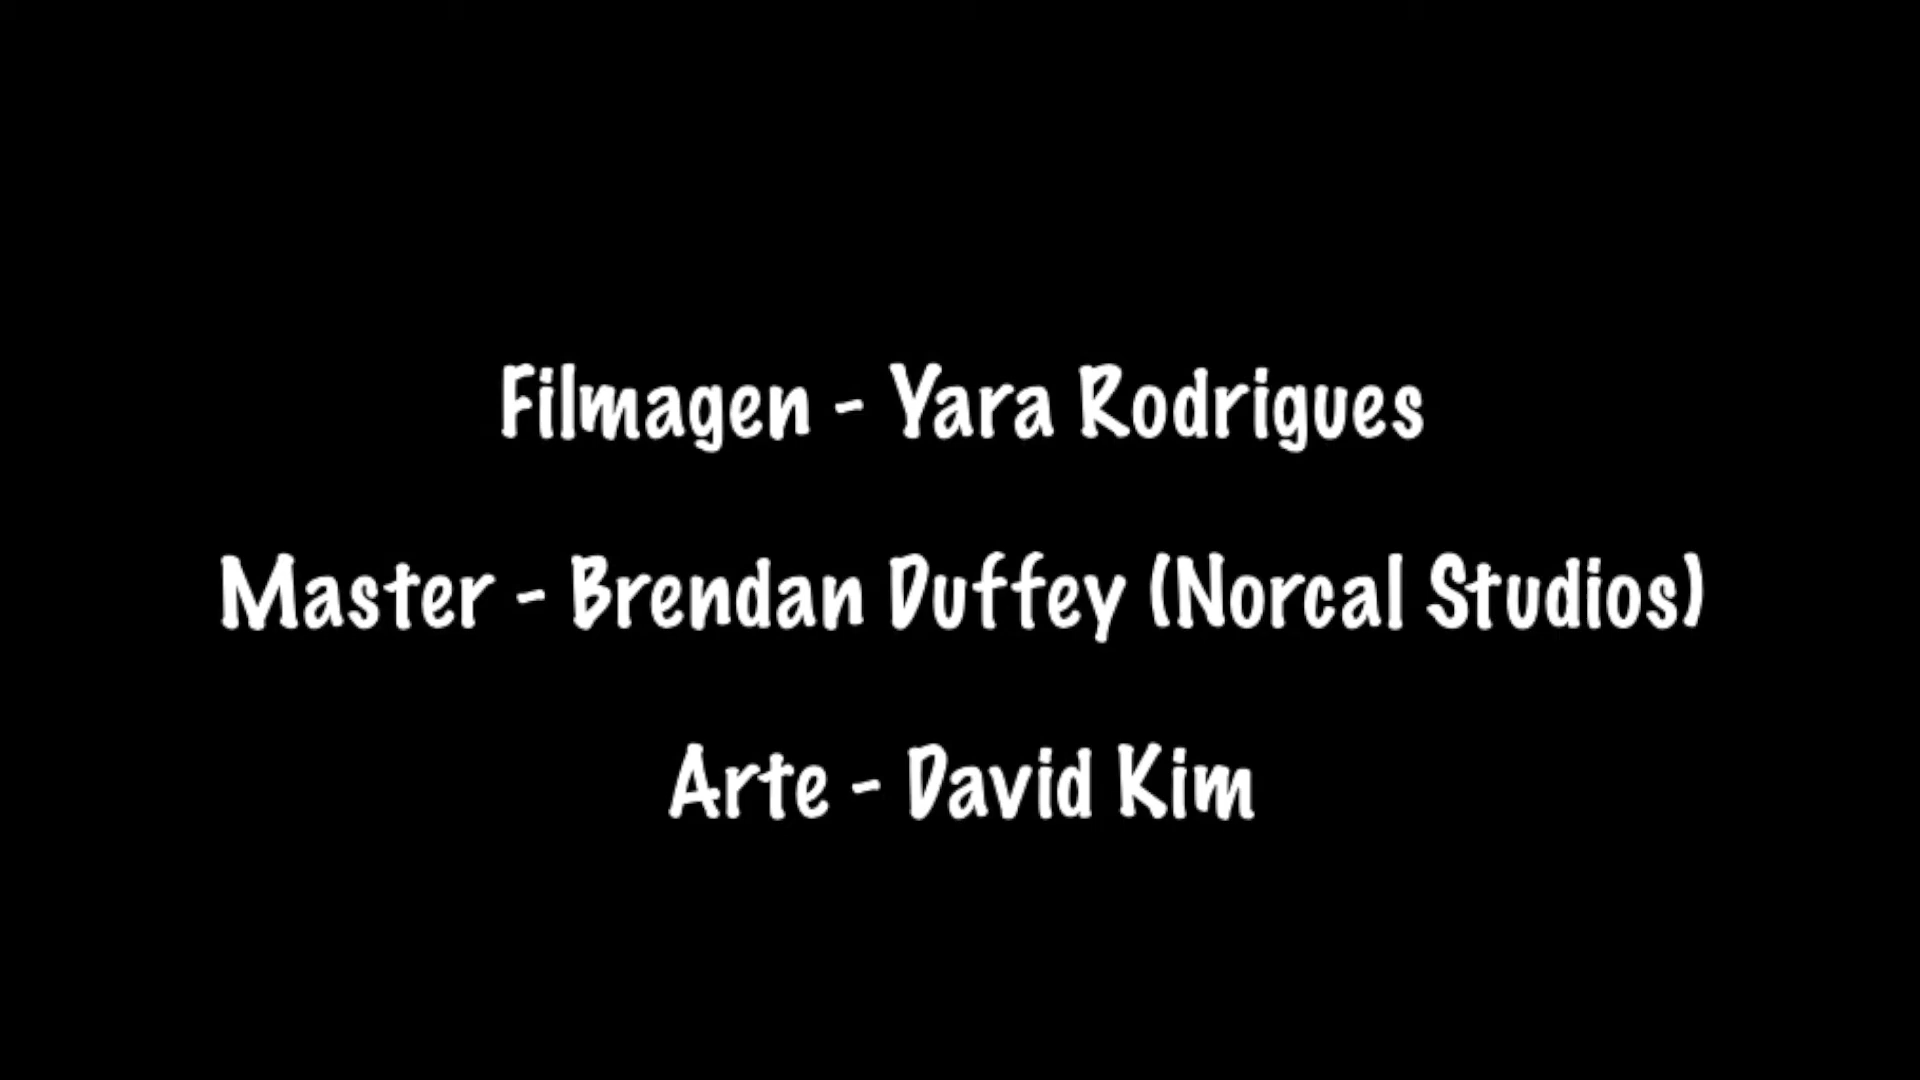 Filmagen - Yara Rodrigues
Master - Brendan Duffey (Norcal Studios)
Arte - David Kim